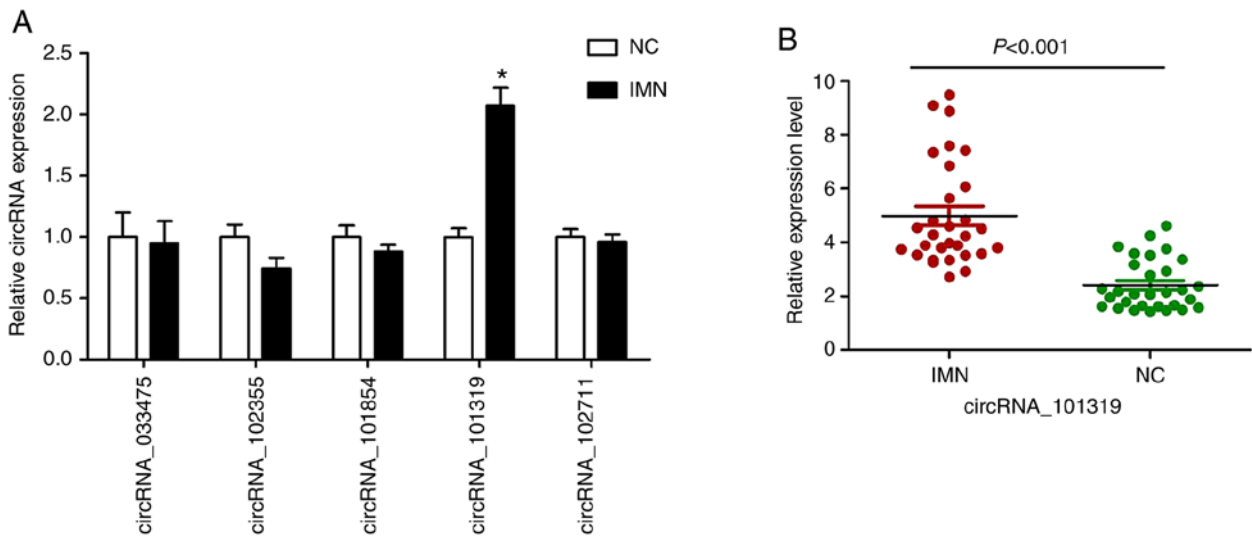 A
Relative circRNA expression
2.5
2.0
1.5
1.0
0.5
0.0
NC
IMN
*
circRNA_033475
circRNA_102355
circRNA_101854
circRNA_101319
circRNA_102711
B
P<0.001
Relative expression level
10
8
6
4
2
0
IMN
NC
circRNA_101319